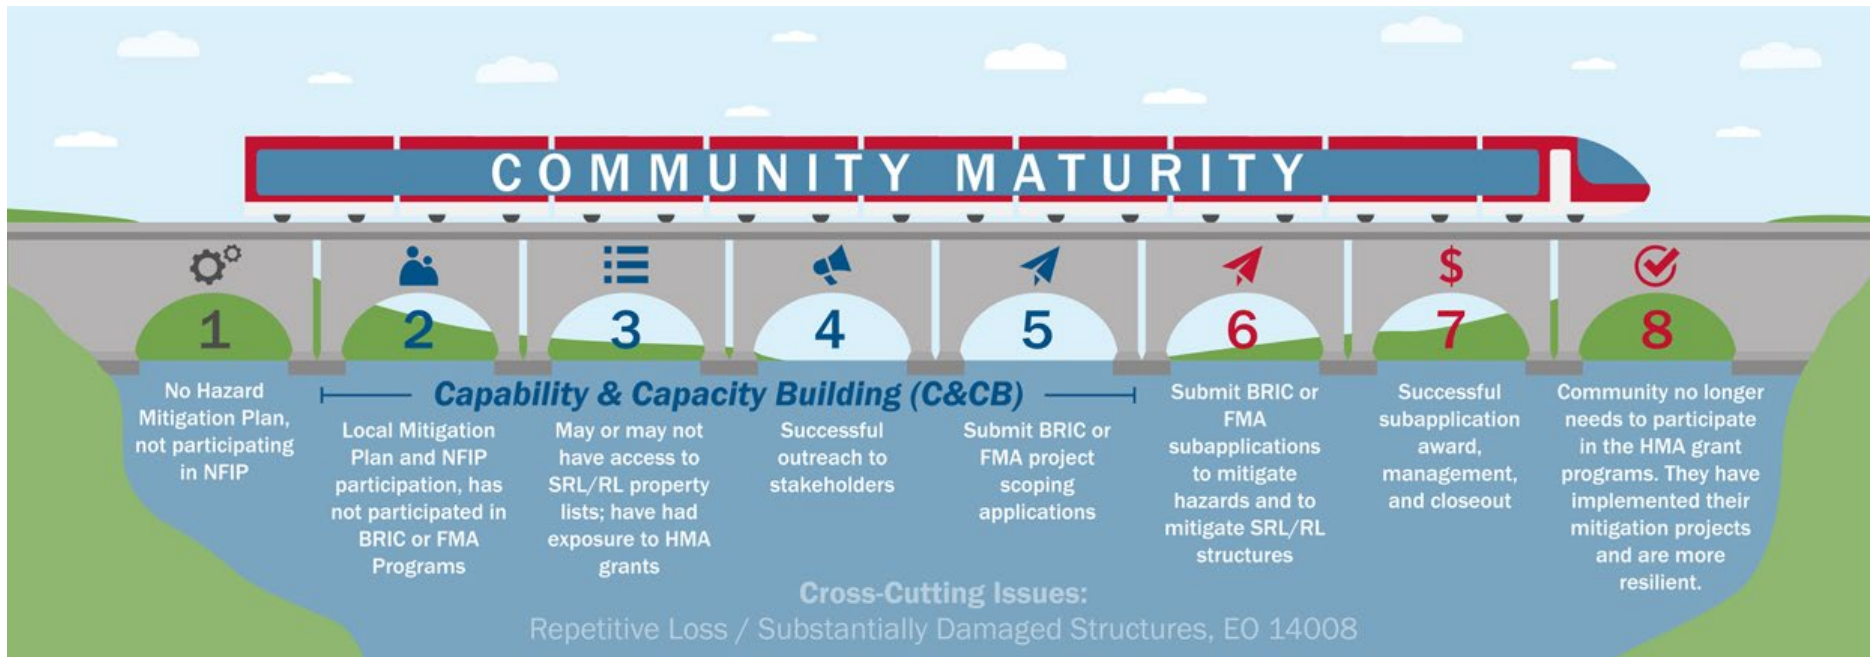 COMMUNITY MATURITY
$
1
2
3
4
5
6
7
8
Capability & Capacity Building (C&CB)
No Hazard
Mitigation Plan,
not participating
in NFIP
Local Mitigation
Plan and NFIP
participation, has
not participated in
BRIC or FMA
Programs
May or may not
have access to
SRL/RL property
lists; have had
exposure to HMA
grants
Successful
outreach to
stakeholders
Submit BRIC or
FMA project
scoping
applications
Submit BRIC or
FMA
subapplications
to mitigate
hazards and to
mitigate SRL/RL
structures
Successful
subapplication
award,
management,
and closeout
Community no longer
needs to participate
in the HMA grant
programs. They have
implemented their
mitigation projects
and are more
resilient.
Cross-Cutting Issues:
Repetitive Loss / Substantially Damaged Structures, EO 14008